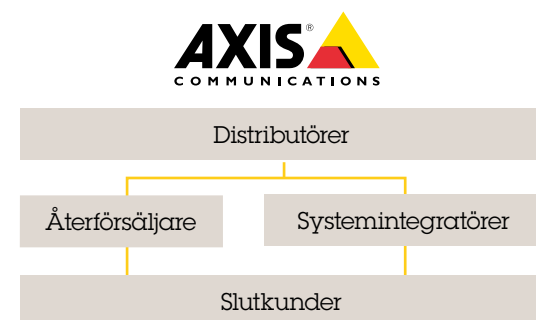 AXIS®
COMMUNICATIONS
Distributörer
Återförsäljare Systemintegratörer
Slutkunder